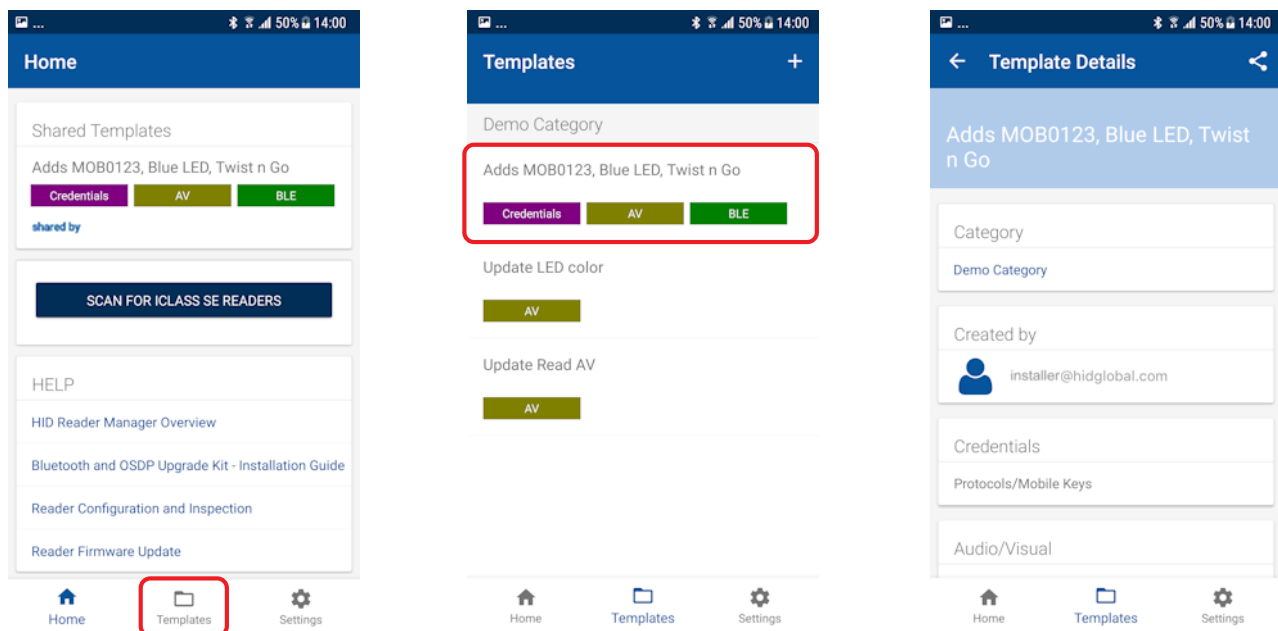 ... 50% 14:00
Home
Shared Templates
Adds MOB0123, Blue LED, Twist n Go
Credentials AV BLE
shared by
SCAN FOR ICLASS SE READERS
HELP
HID Reader Manager Overview
Bluetooth and OSDP Upgrade Kit - Installation Guide
Reader Configuration and Inspection
Reader Firmware Update
Home Templates Settings
... 50% 14:00
Templates +
Demo Category
Adds MOB0123, Blue LED, Twist n Go
Credentials AV BLE
Update LED color
AV
Update Read AV
AV
Home Templates Settings
... 50% 14:00
Template Details
Adds MOB0123, Blue LED, Twist
n Go
Category
Demo Category
Created by
installer@hidglobal.com
Credentials
Protocols/Mobile Keys
Audio/Visual
Home Templates Settings